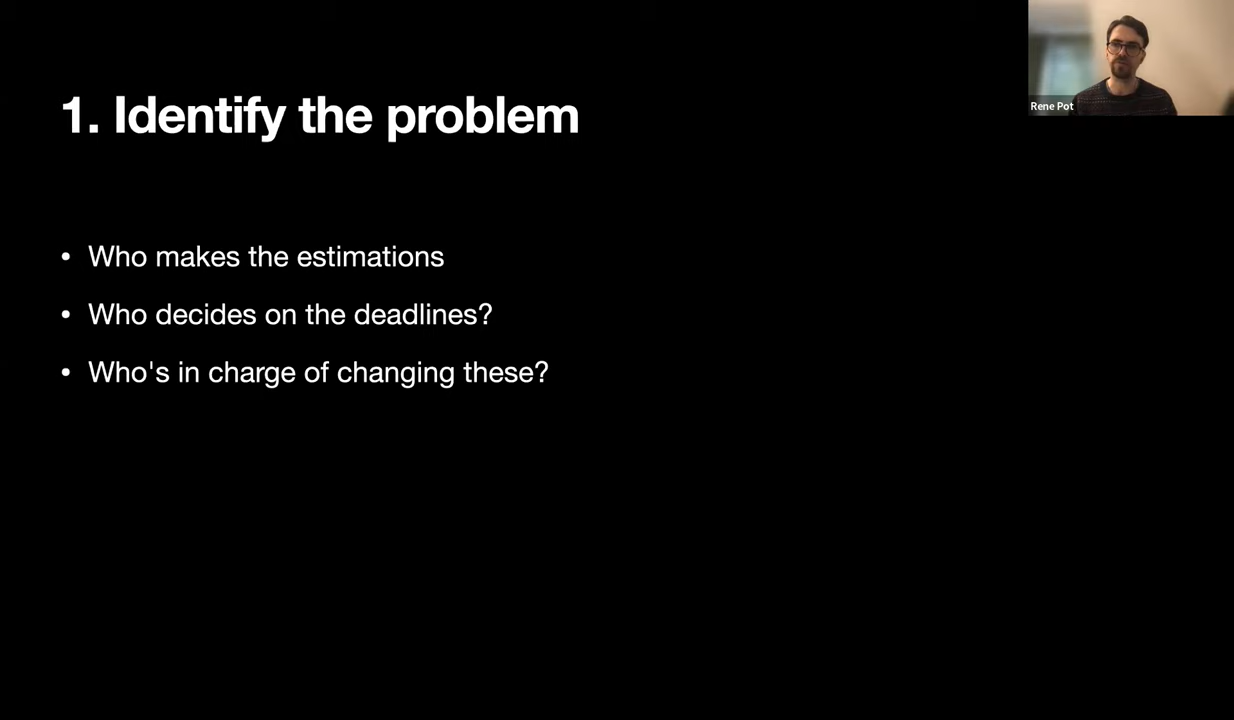 1. Identify the problem
Rene Pot
• Who makes the estimations
• Who decides on the deadlines?
• Who's in charge of changing these?